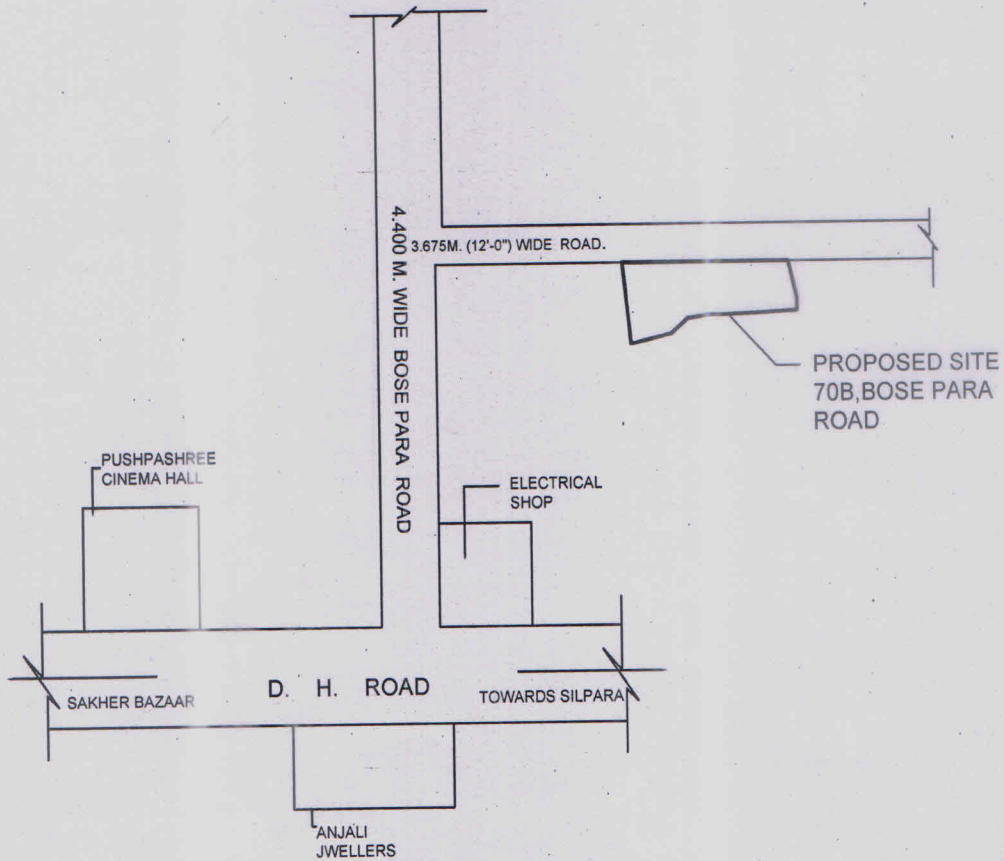 3.675M. (12'-0") WIDE ROAD.
4.400 M. WIDE BOSE PARA ROAD
PROPOSED SITE
70B,BOSE PARA
ROAD
PUSHPASHREE
CINEMA HALL
ELECTRICAL
SHOP
SAKHER BAZAAR
D. H. ROAD
TOWARDS SILPARA
ANJALI
JWELLERS